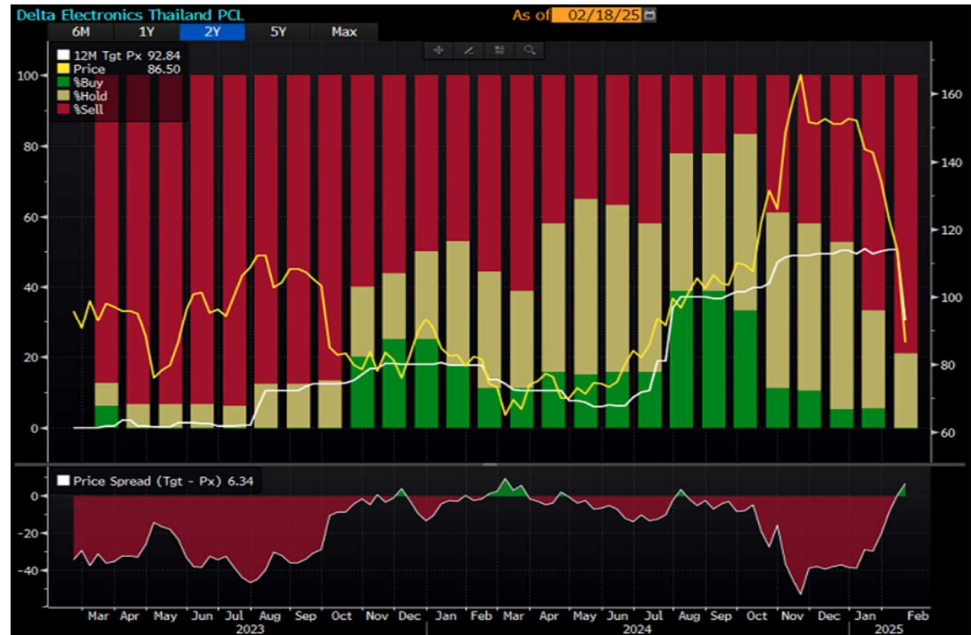 Delta Electronics Thailand PCL As of 02/18/25
6M 1Y 2Y 5Y Max
12M Tgt Px 92.84
Price 86.50
%Buy
%Hold
%Sell
100
80
60
40
20
0
160
140
120
100
80
60
Price Spread (Tgt - Px) 6.34
0
-20
-40
Mar Apr May Jun Jul Aug Sep Oct Nov Dec Jan Feb Mar Apr May Jun Jul Aug Sep Oct Nov Dec Jan Feb
2023 2024 2025